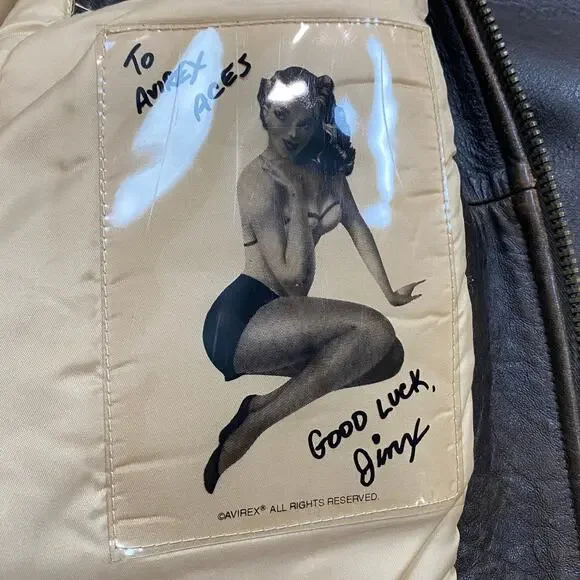 TO
AVIREX
ACES
GOOD LUCK,
Jinx
©AVIREX® ALL RIGHTS RESERVED.